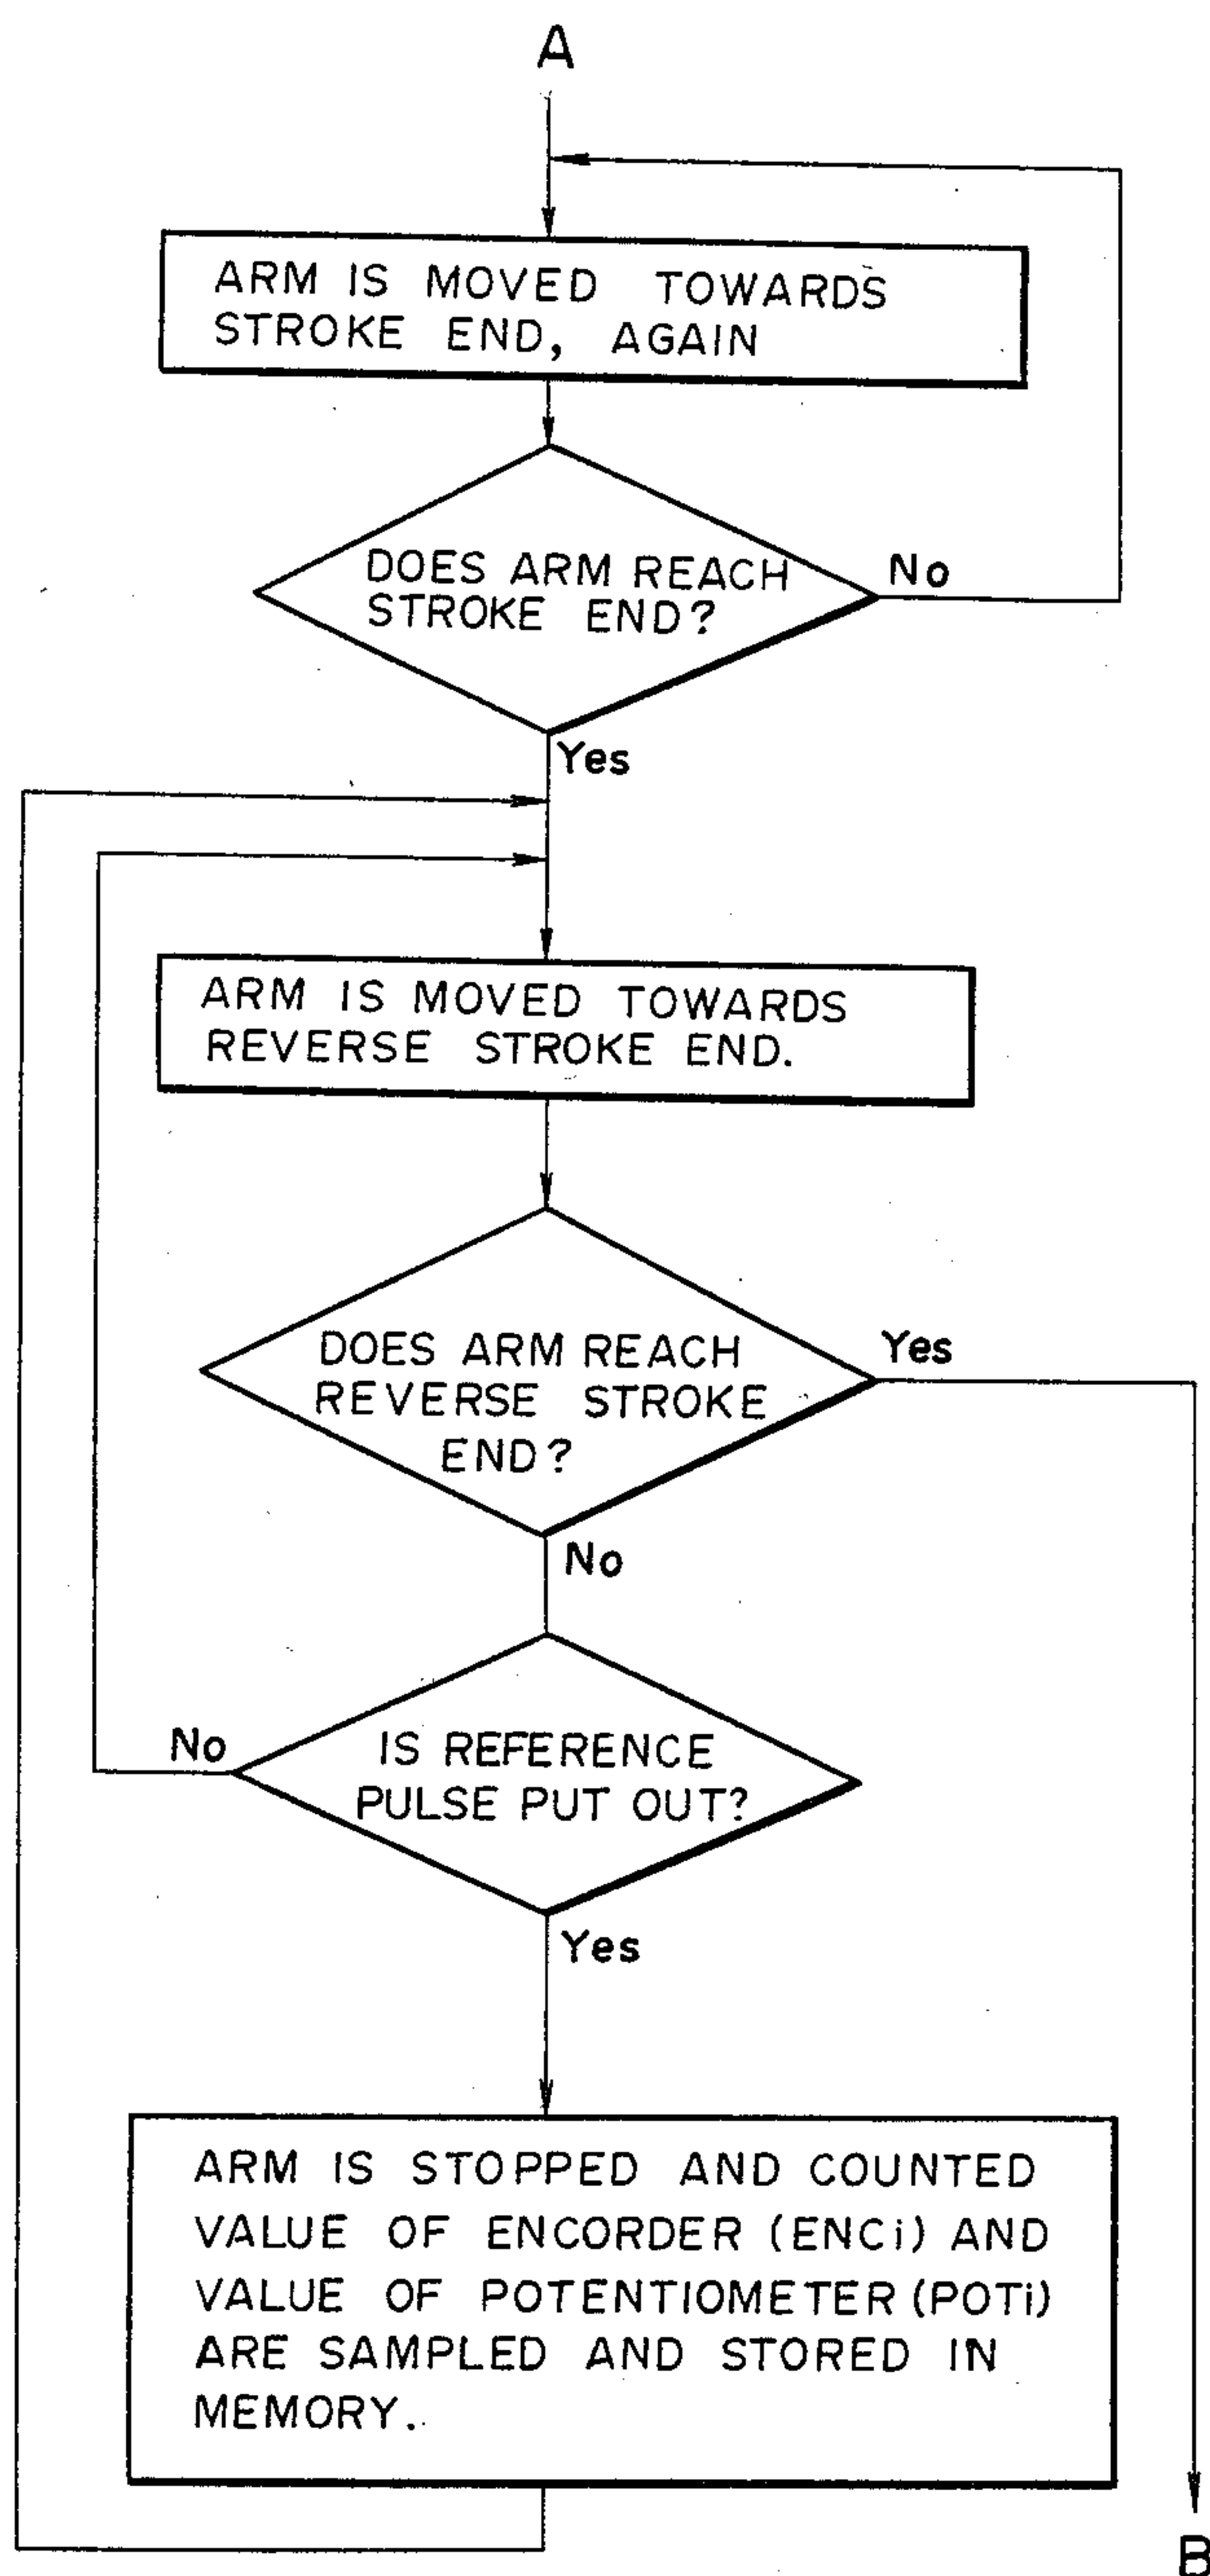 A
ARM IS MOVED TOWARDS
STROKE END, AGAIN
DOES ARM REACH
STROKE END?
No
Yes
ARM IS MOVED TOWARDS
REVERSE STROKE END.
DOES ARM REACH
REVERSE STROKE
END?
Yes
No
IS REFERENCE
PULSE PUT OUT?
No
Yes
ARM IS STOPPED AND COUNTED
VALUE OF ENCORDER (ENCi) AND
VALUE OF POTENTIOMETER (POTi)
ARE SAMPLED AND STORED IN
MEMORY.
B